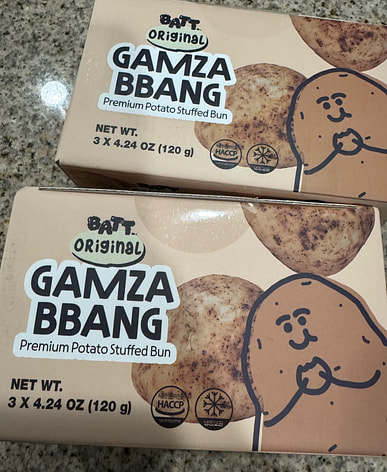 BATT
Original
GAMZA
BBANG
Premium Potato Stuffed Bun
NET WT.
3 X 4.24 OZ (120 g)
HACCP
BATT
Original
GAMZA
BBANG
Premium Potato Stuffed Bun
NET WT.
3 X 4.24 OZ (120 g)
HACCP